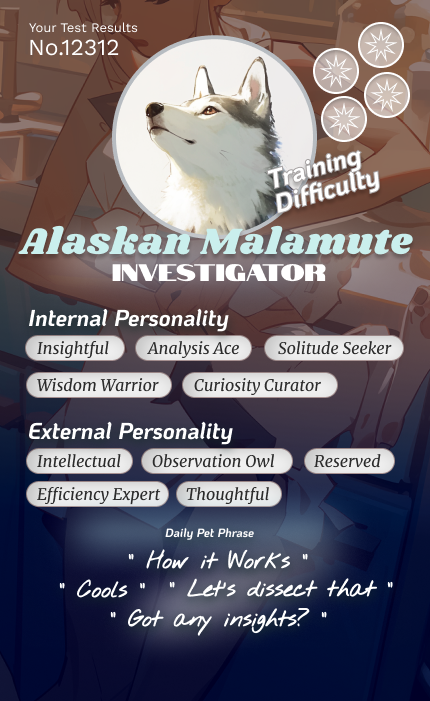 Your Test Results
No.12312
Training
Difficulty
Alaskan Malamute
INVESTIGATOR
Internal Personality
Insightful Analysis Ace Solitude Seeker
Wisdom Warrior Curiosity Curator
External Personality
Intellectual Observation Owl Reserved
Efficiency Expert Thoughtful
Daily Pet Phrase
" How it Works "
" Cools " " Let's dissect that "
" Got any insights? "